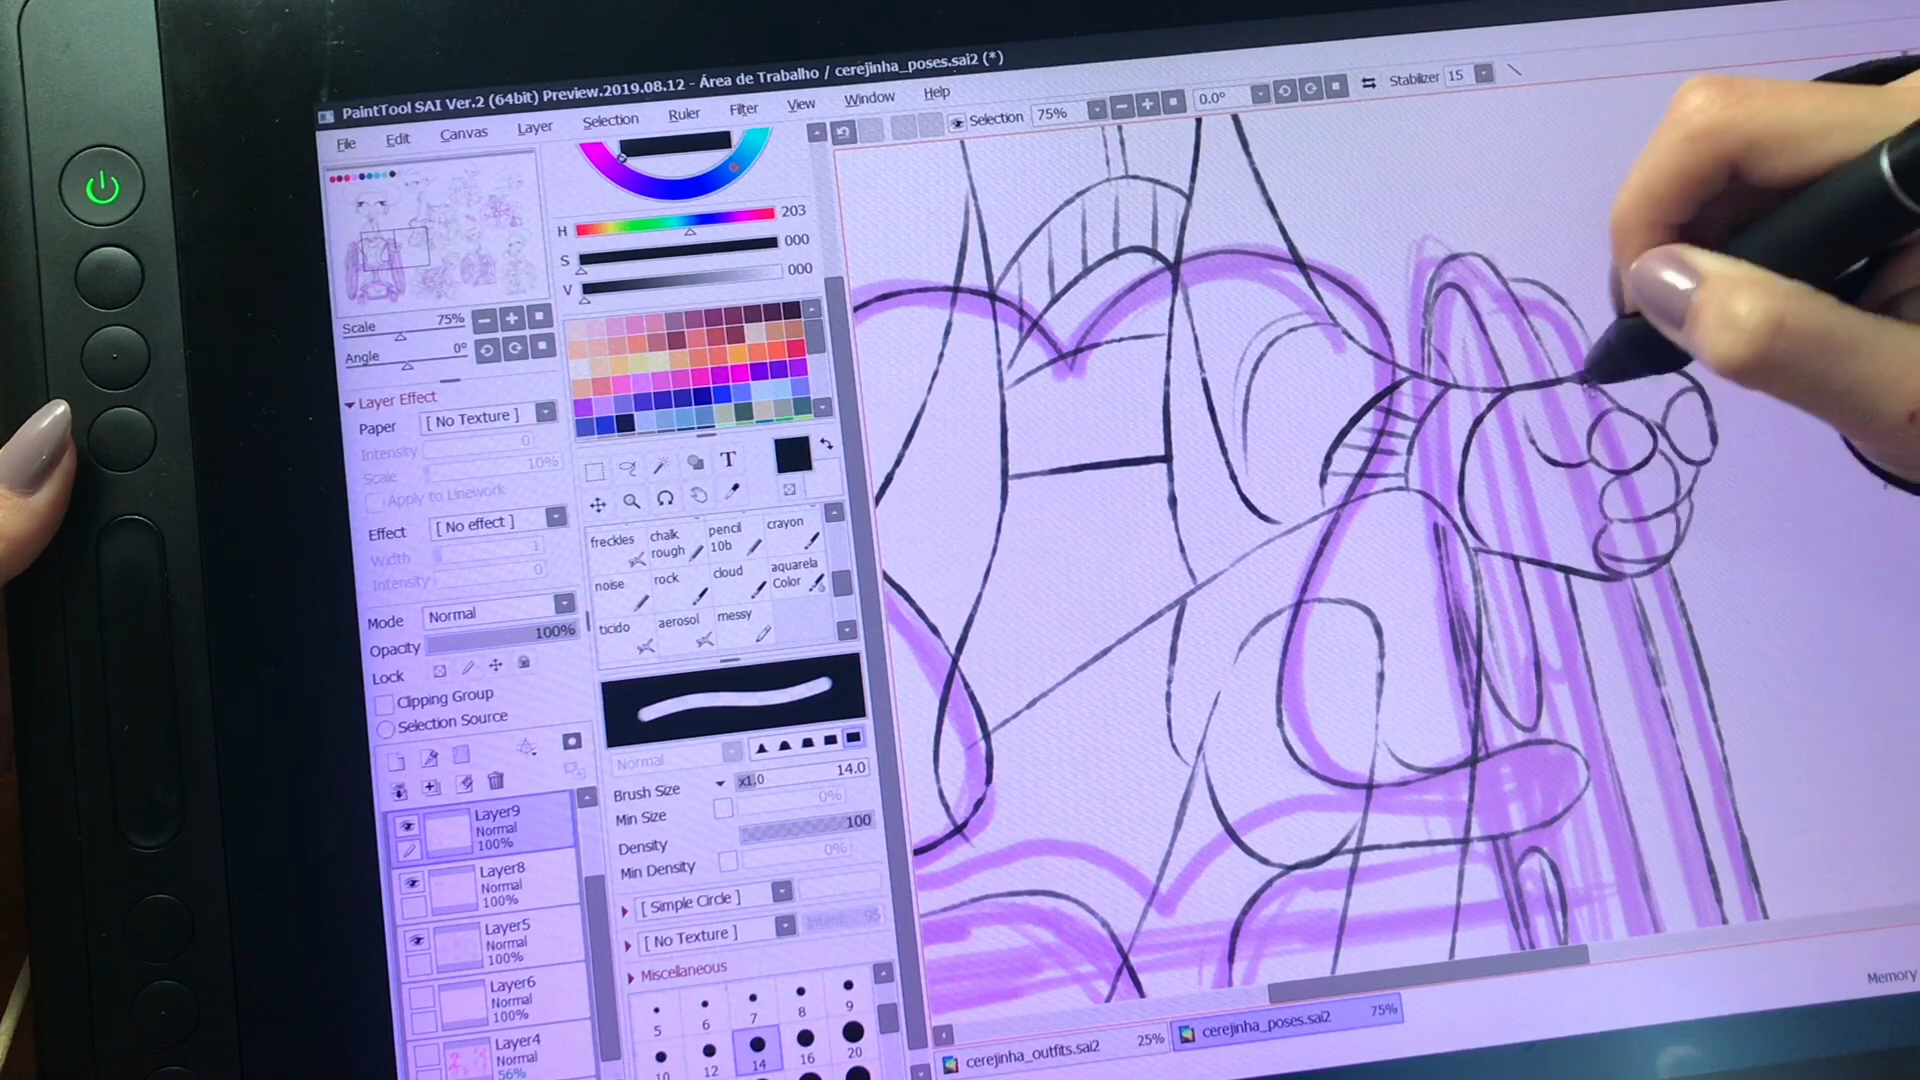 PaintTool SAI Ver.2 (64bit) Preview.2019.08.12 - Área de Trabalho / cerejinha_poses.sai2 (*)
File Edit Canvas Layer Selection Ruler Filter View Window Help
Selection 75% 0.0° Stabilizer 15
Scale 75%
Angle 0°
Layer Effect
Paper [ No Texture ]
Intensity 0
Scale 10%
Apply to Linework
Effect [ No effect ]
Width 1
Intensity 0
Mode Normal
Opacity 100%
Lock
Clipping Group
Selection Source
Layer9
Normal
100%
Layer8
Normal
100%
Layer5
Normal
100%
Layer6
Normal
100%
Layer4
Normal
56%
H 203
S 000
V 000
T
freckles chalk rough pencil 10b crayon
noise rock cloud aquarela Color
ticido aerosol messy
Normal
Brush Size x1.0 14.0
Min Size 0%
Density 100
Min Density 0%
[ Simple Circle ]
[ No Texture ] 95
Miscellaneous
5 6 7 8 9
10 12 14 16 20
cerejinha_outfits.sai2 25%
cerejinha_poses.sai2 75%
Memory